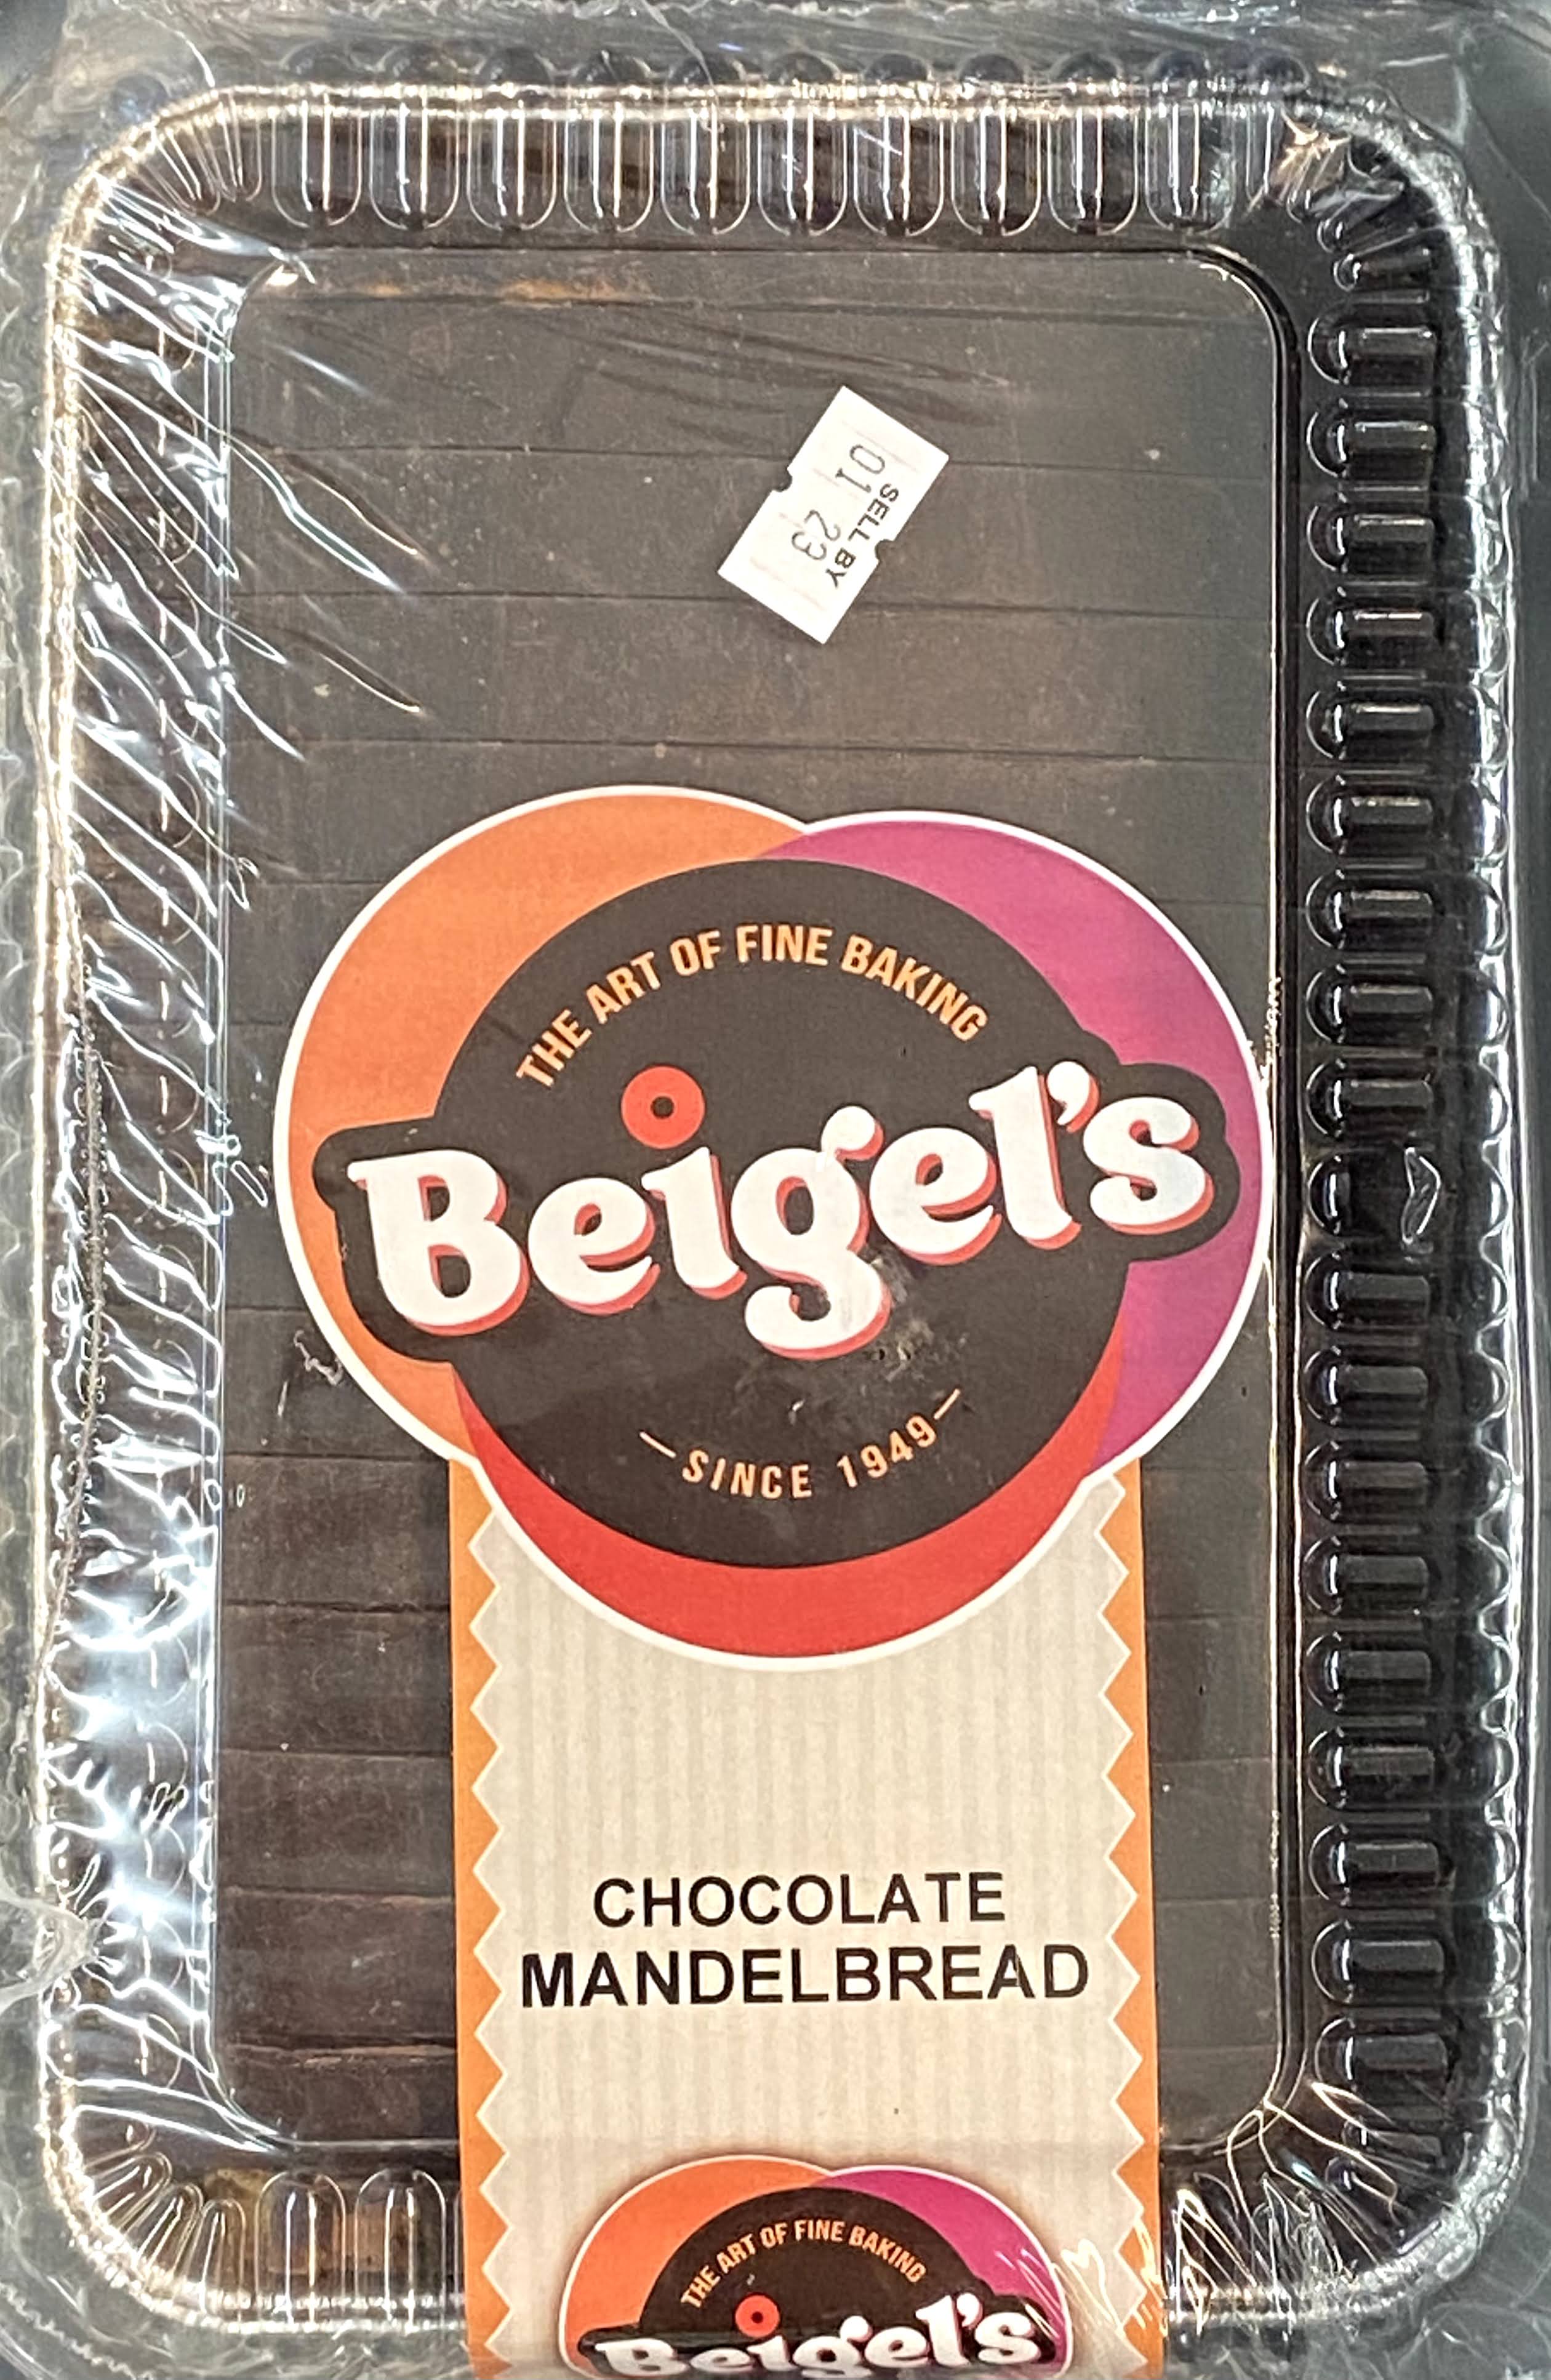 SELL BY
01 23
THE ART OF FINE BAKING
Beigel's
SINCE 1949
CHOCOLATE
MANDELBREAD
THE ART OF FINE BAKING
Beigel's